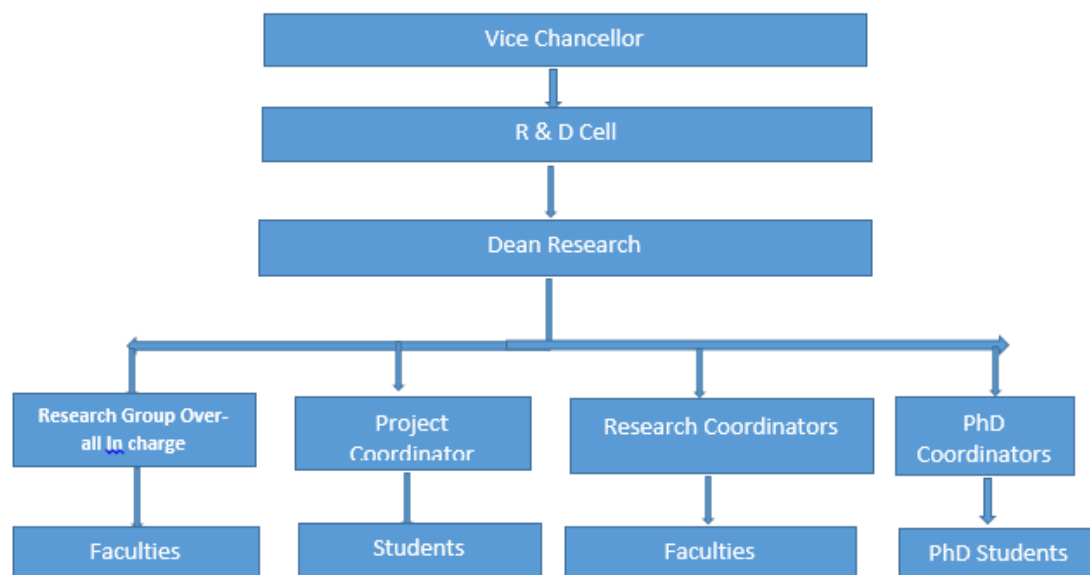 Vice Chancellor
R & D Cell
Dean Research
Research Group Over-
all In charge
Project
Coordinator
Research Coordinators
PhD
Coordinators
Faculties
Students
Faculties
PhD Students